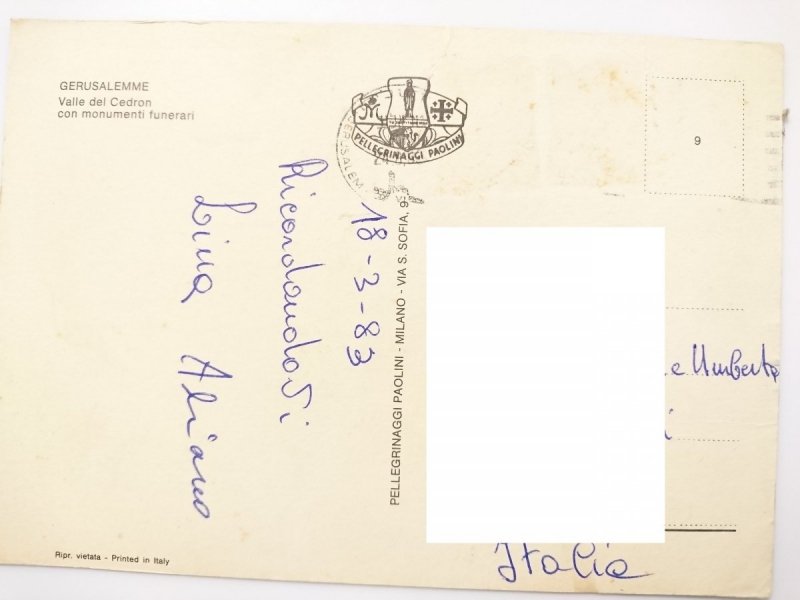 GERUSALEMME
Valle del Cedron
con monumenti funerari
PELLEGRINAGGI PAOLINI
GERUSALEM
9
18-3-83
Ricordandovi
Lina
PELLEGRINAGGI PAOLINI - MILANO - VIA S. SOFIA, 9
e Umberto
Italia
Ripr. vietata - Printed in Italy